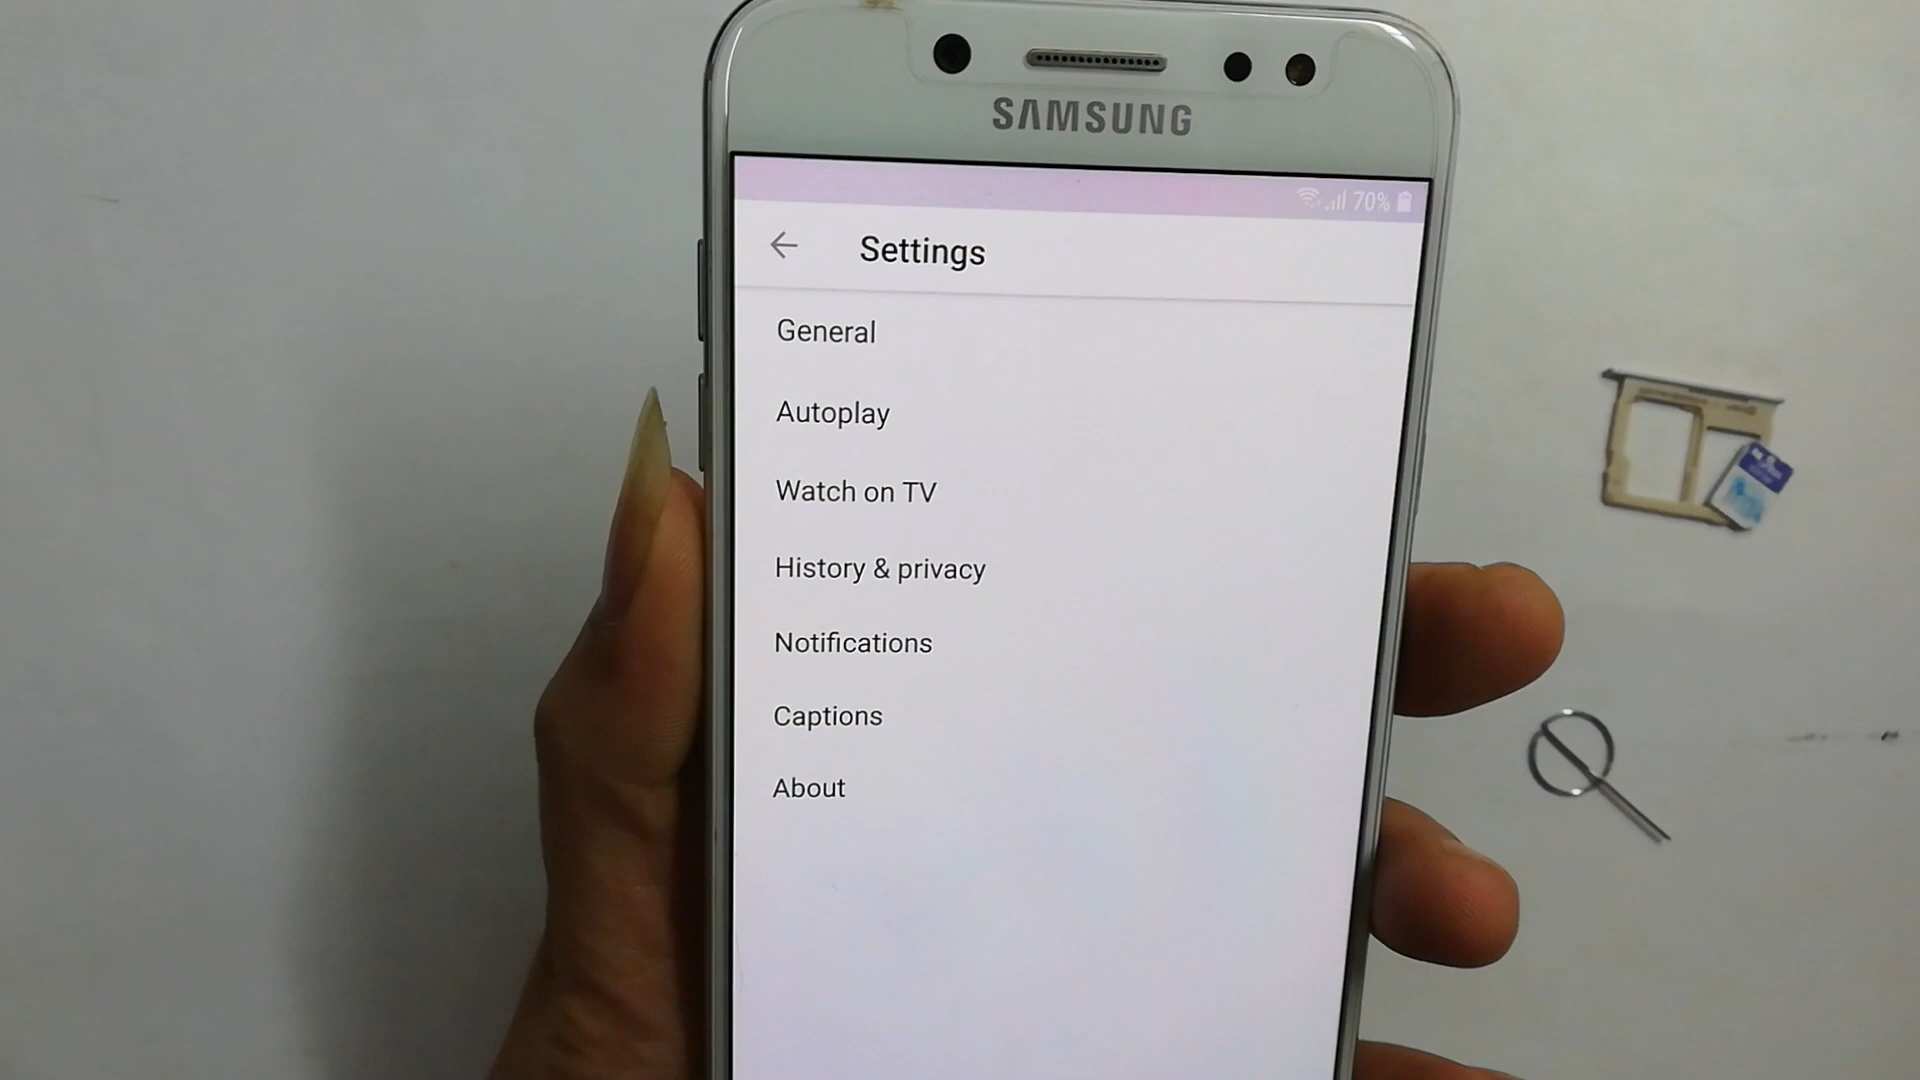 SAMSUNG
70%
Settings
General
Autoplay
Watch on TV
History & privacy
Notifications
Captions
About